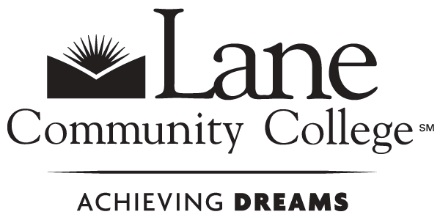 Lane
Community College℠
ACHIEVING DREAMS